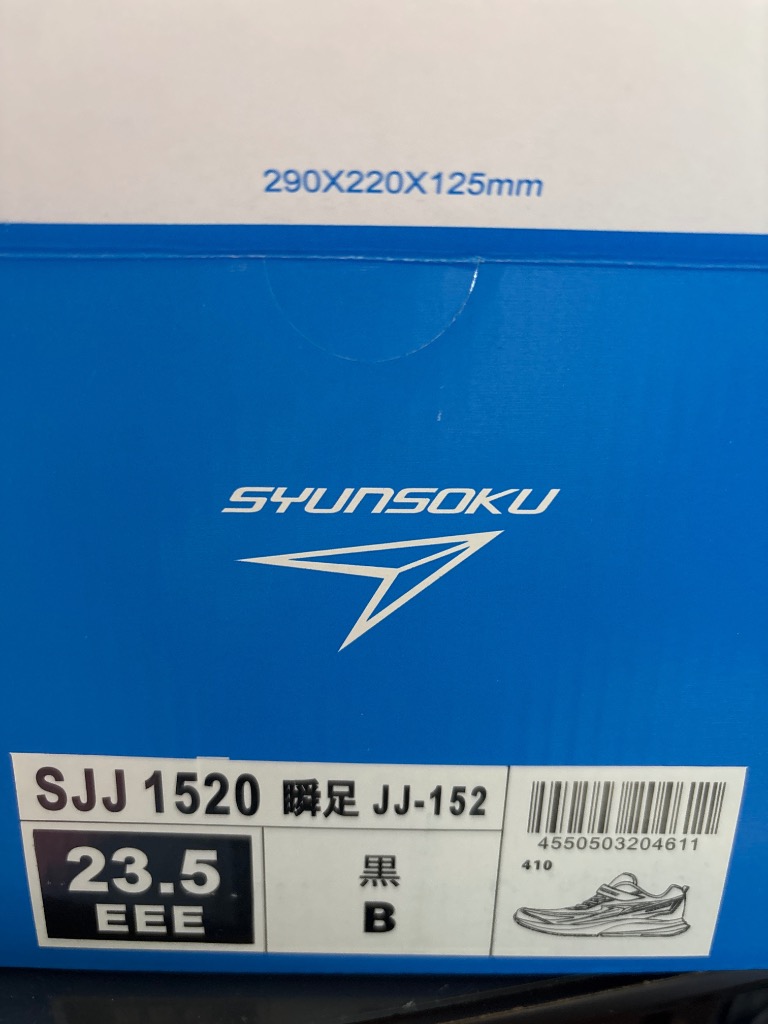 290X220X125mm
SYUNSOKU
SJJ 1520 瞬足 JJ-152
23.5
EEE
黒
B
4550503204611
410